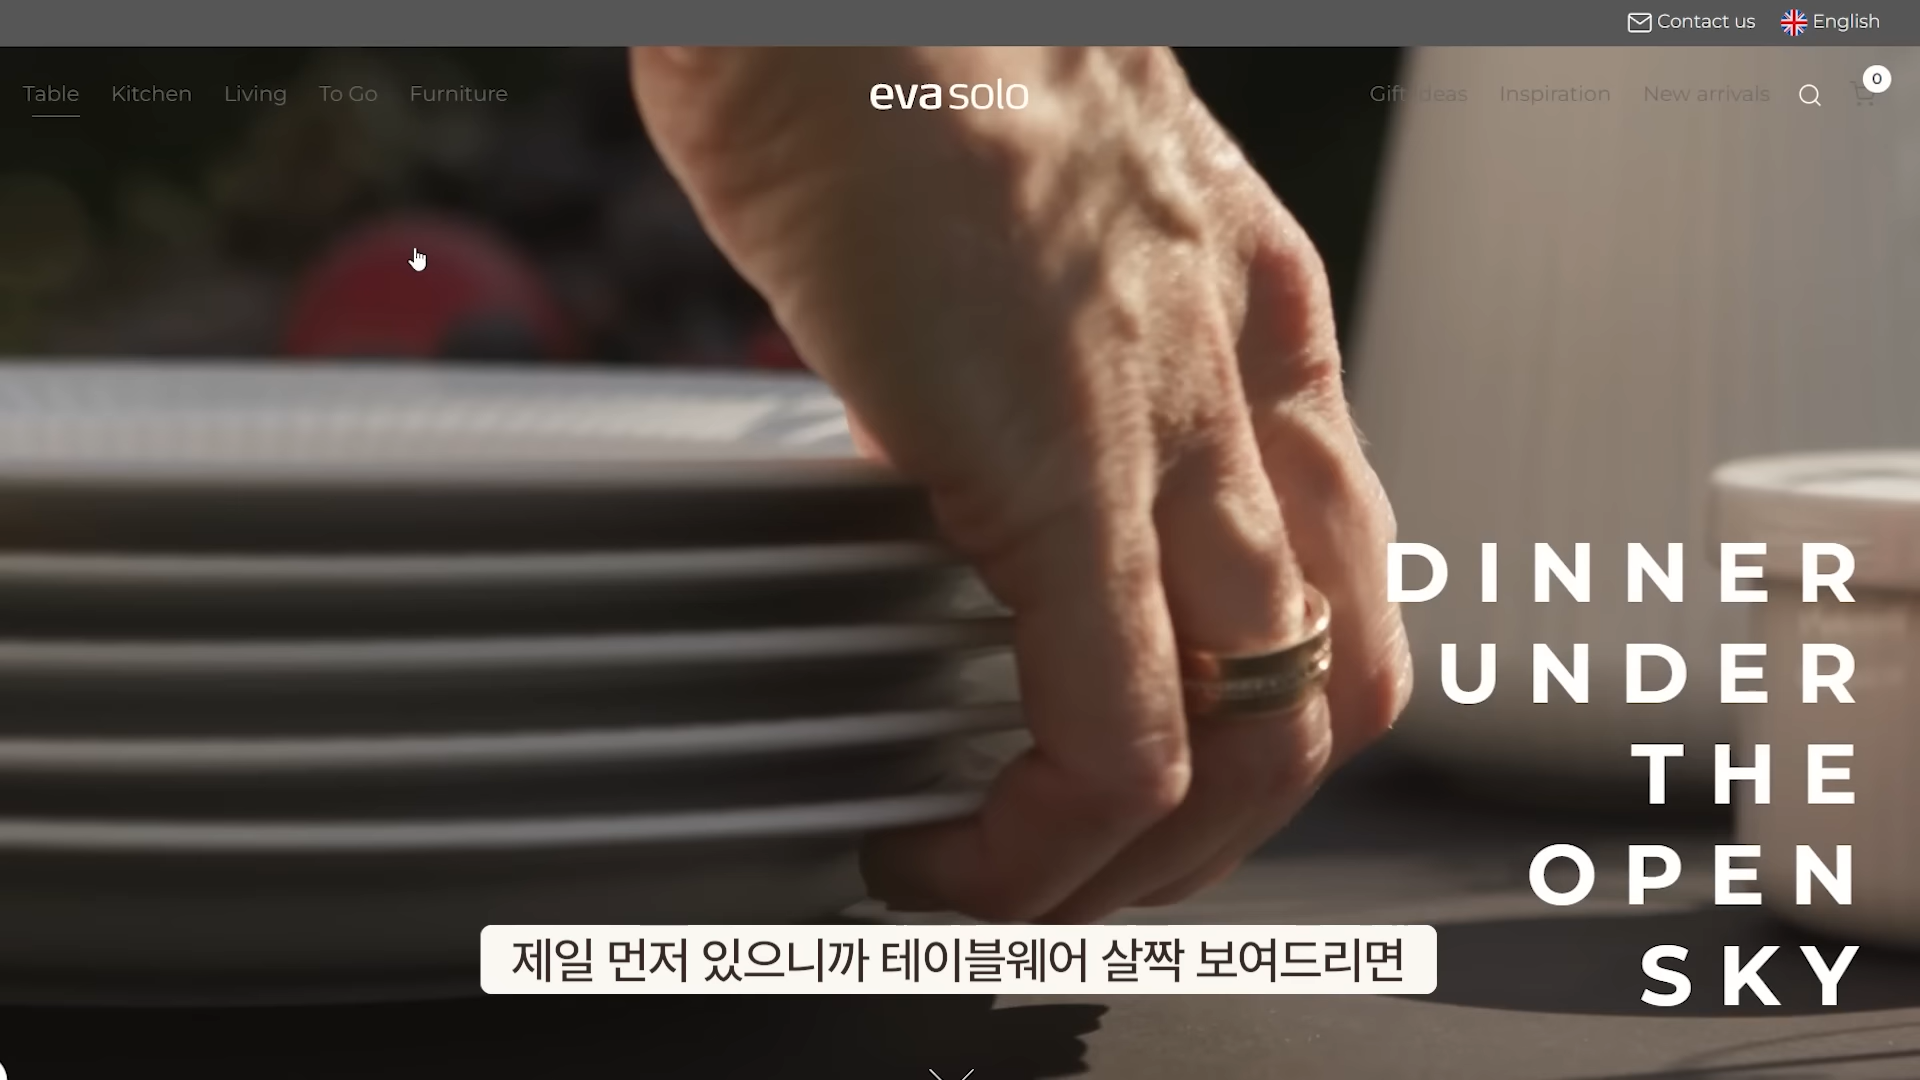 Contact us
English
Table
Kitchen
Living
To Go
Furniture
eva solo
Gift ideas
Inspiration
New arrivals
0
DINNER
UNDER
THE
OPEN
SKY
제일 먼저 있으니까 테이블웨어 살짝 보여드리면